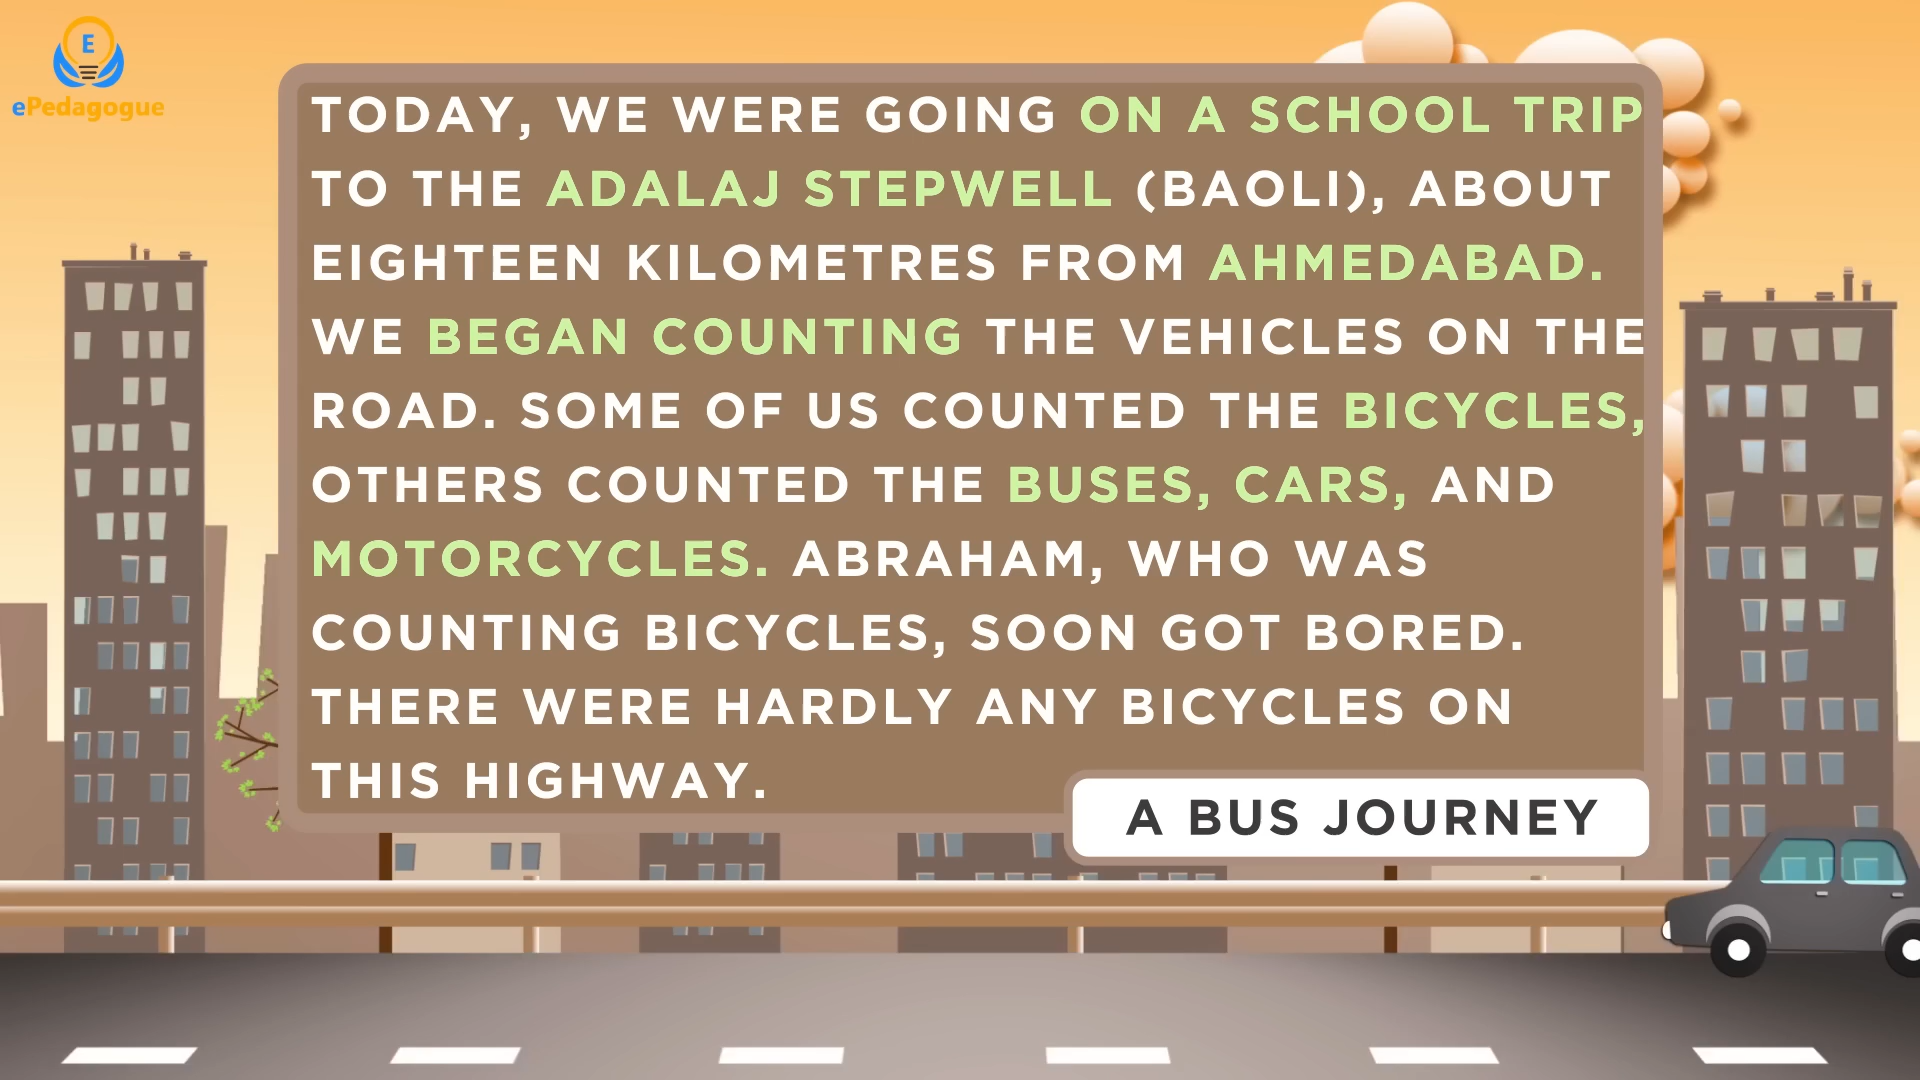 E
ePedagogue
TODAY, WE WERE GOING ON A SCHOOL TRIP
TO THE ADALAJ STEPWELL (BAOLI), ABOUT
EIGHTEEN KILOMETRES FROM AHMEDABAD.
WE BEGAN COUNTING THE VEHICLES ON THE
ROAD. SOME OF US COUNTED THE BICYCLES,
OTHERS COUNTED THE BUSES, CARS, AND
MOTORCYCLES. ABRAHAM, WHO WAS
COUNTING BICYCLES, SOON GOT BORED.
THERE WERE HARDLY ANY BICYCLES ON
THIS HIGHWAY.
A BUS JOURNEY